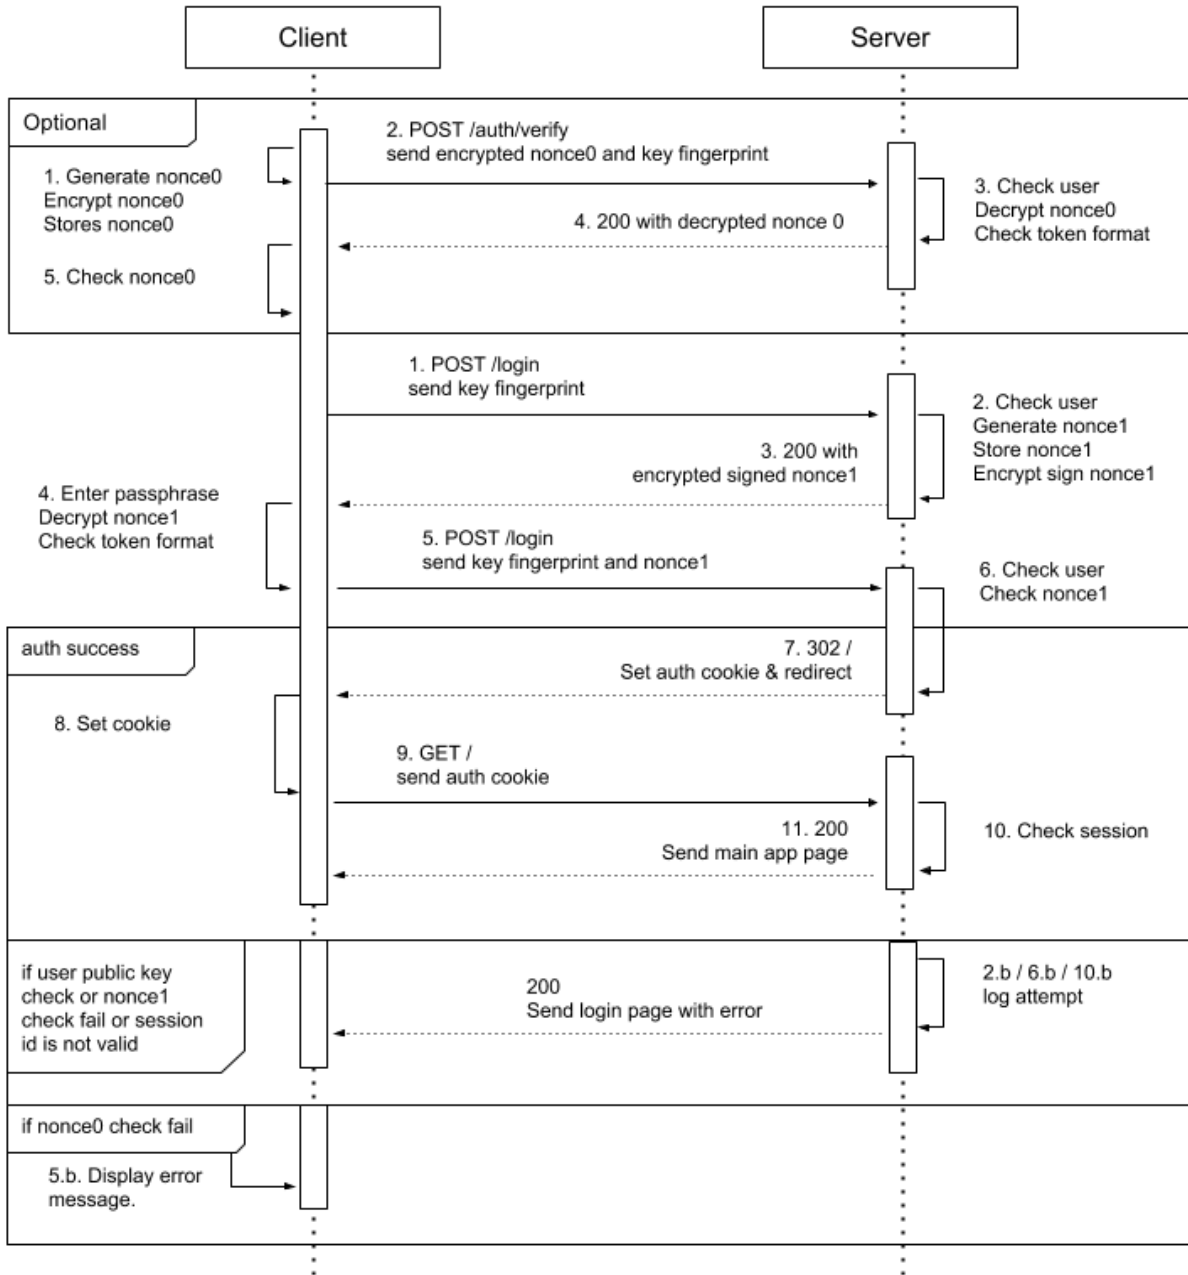 Client
Server
Optional
2. POST /auth/verify
send encrypted nonce0 and key fingerprint
1. Generate nonce0
Encrypt nonce0
Stores nonce0
3. Check user
Decrypt nonce0
Check token format
4. 200 with decrypted nonce 0
5. Check nonce0
1. POST /login
send key fingerprint
2. Check user
Generate nonce1
Store nonce1
Encrypt sign nonce1
3. 200 with
encrypted signed nonce1
4. Enter passphrase
Decrypt nonce1
Check token format
5. POST /login
send key fingerprint and nonce1
6. Check user
Check nonce1
auth success
7. 302 /
Set auth cookie & redirect
8. Set cookie
9. GET /
send auth cookie
10. Check session
11. 200
Send main app page
if user public key
check or nonce1
check fail or session
id is not valid
200
Send login page with error
2.b / 6.b / 10.b
log attempt
if nonce0 check fail
5.b. Display error
message.